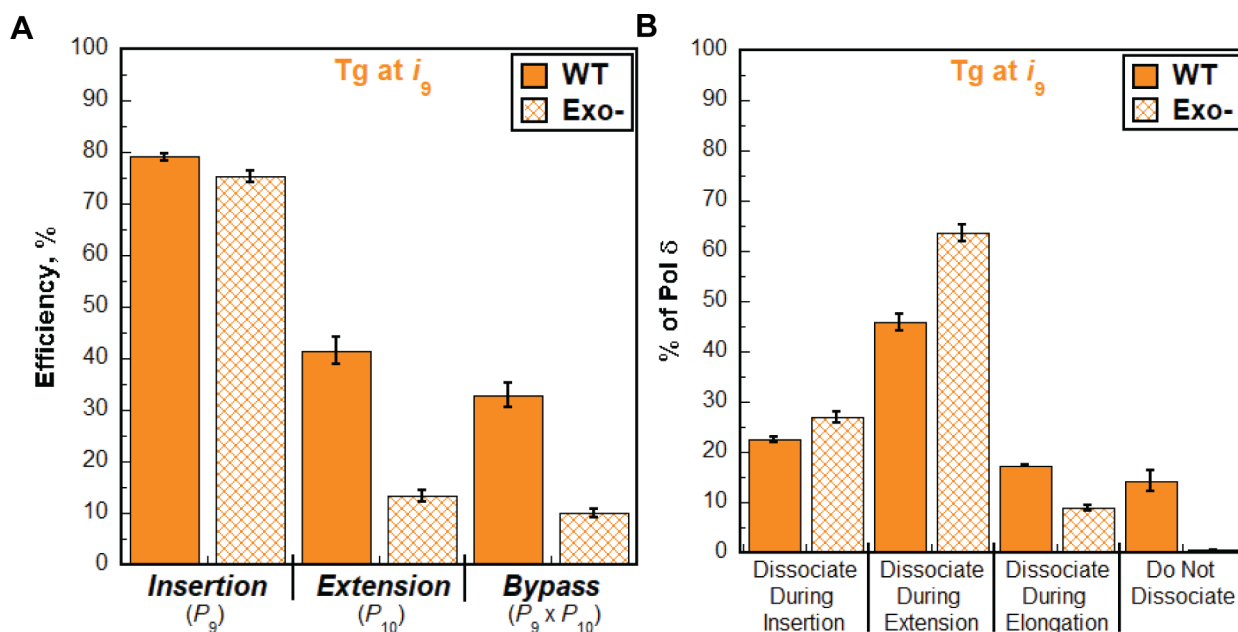 A
Efficiency, %
100
90
80
70
60
50
40
30
20
10
0
Tg at i9
WT
Exo-
Insertion Extension Bypass
(P9) (P10) (P9 x P10)
B
% of Pol δ
100
90
80
70
60
50
40
30
20
10
0
Tg at i9
WT
Exo-
Dissociate Dissociate Dissociate Do Not
During During During Dissociate
Insertion Extension Elongation